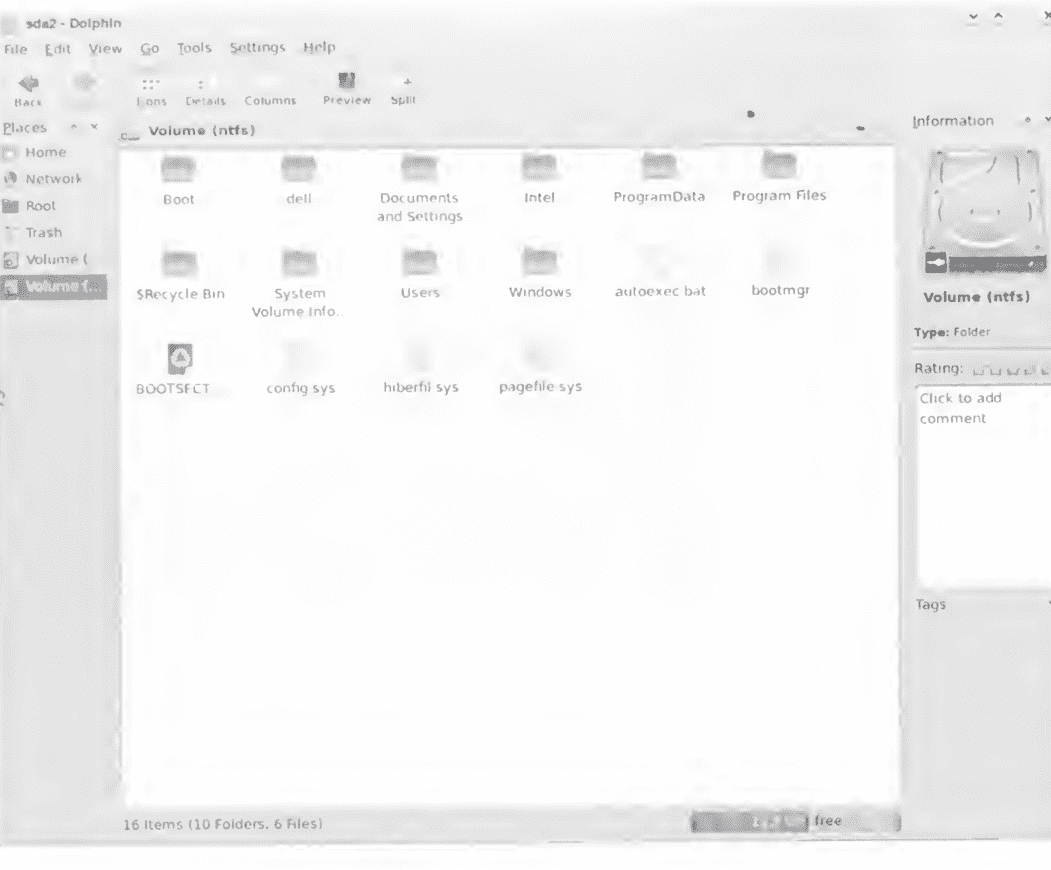 sda2 - Dolphin
File Edit View Go Tools Settings Help
Back Icons Details Columns Preview Split
Places
Volume (ntfs)
Information
Home
Network
Root
Trash
Volume (
Volume (...
Boot dell Documents and Settings Intel ProgramData Program Files
$Recycle Bin System Volume Info... Users Windows autoexec bat bootmgr
BOOTSECT config sys hiberfil sys pagefile sys
Volume (ntfs)
Type: Folder
Rating:
Click to add
comment
Tags
16 Items (10 Folders, 6 Files)
free